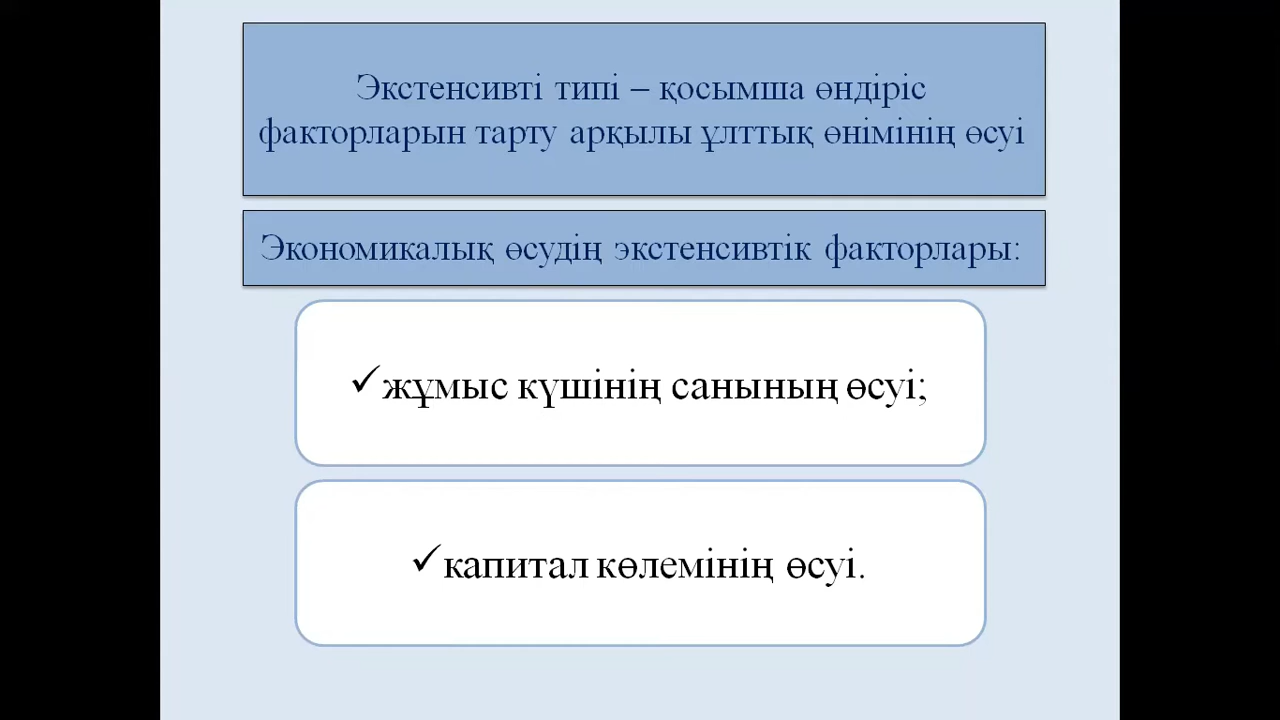 Экстенсивті типі – қосымша өндіріс
факторларын тарту арқылы ұлттық өнімінің өсуі
Экономикалық өсудің экстенсивтік факторлары:
✓жұмыс күшінің санының өсуі;
✓капитал көлемінің өсуі.